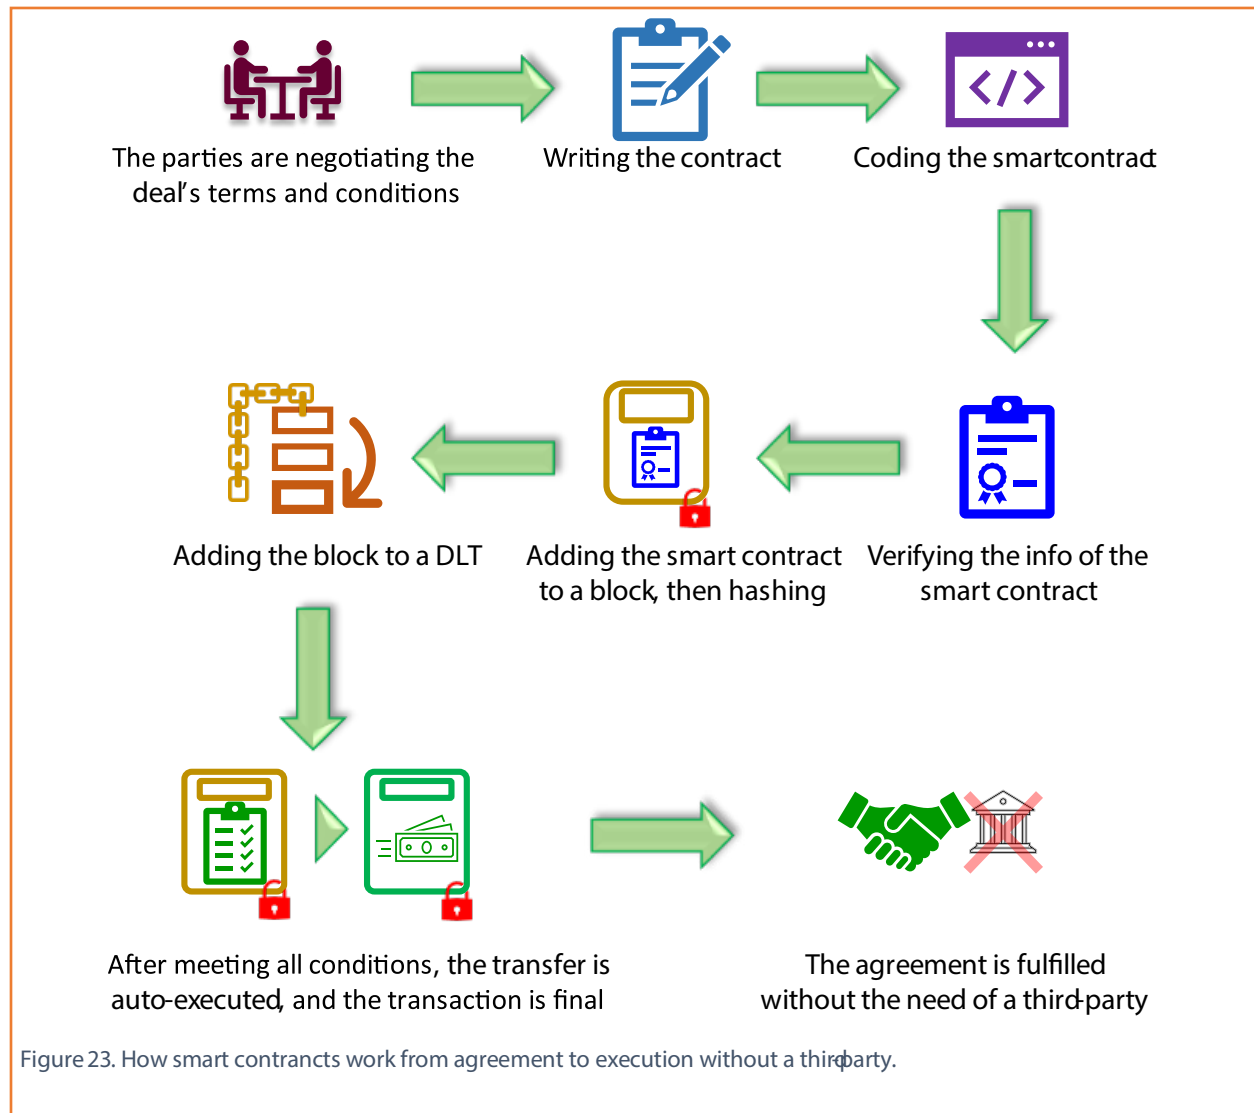 The parties are negotiating the
deal's terms and conditions
Writing the contract
Coding the smartcontract
Verifying the info of the
smart contract
Adding the smart contract
to a block, then hashing
Adding the block to a DLT
After meeting all conditions, the transfer is
auto-executed, and the transaction is final
The agreement is fulfilled
without the need of a third-party
Figure 23. How smart contrancts work from agreement to execution without a third-party.